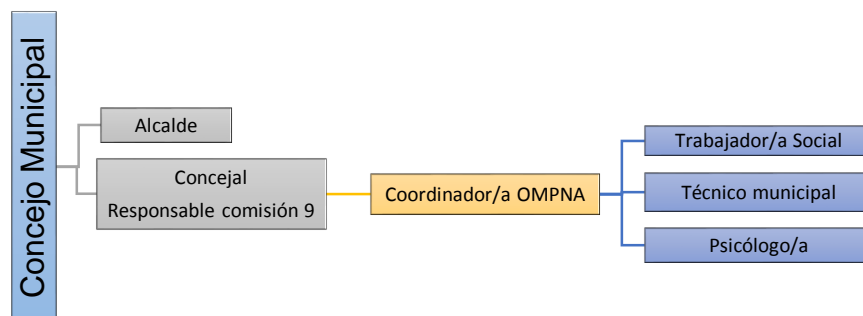 Concejo Municipal
Alcalde
Concejal
Responsable comisión 9
Coordinador/a OMPNA
Trabajador/a Social
Técnico municipal
Psicólogo/a